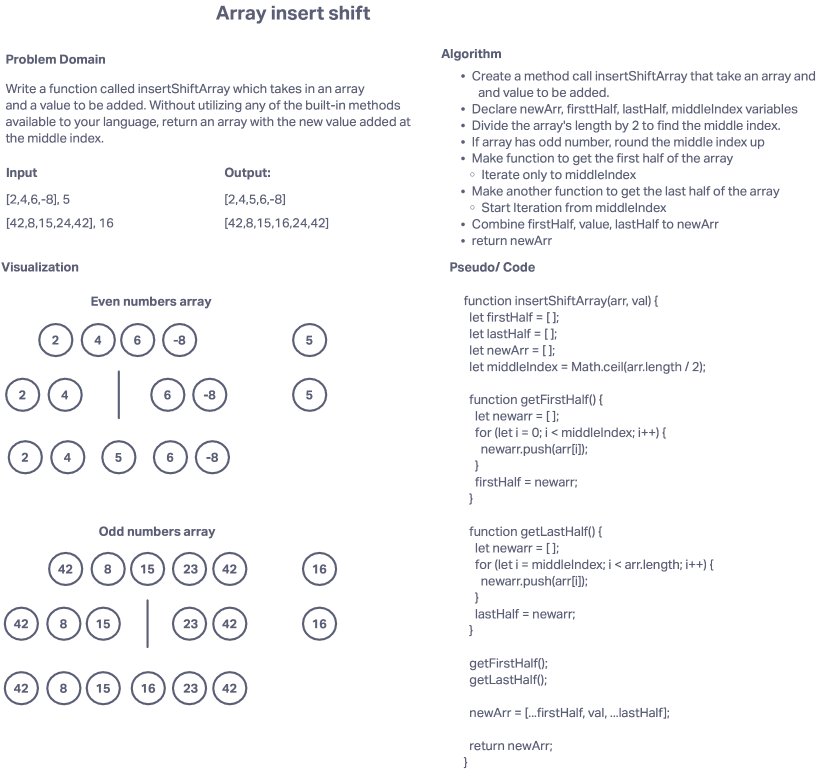 Array insert shift
Problem Domain
Write a function called insertShiftArray which takes in an array
and a value to be added. Without utilizing any of the built-in methods
available to your language, return an array with the new value added at
the middle index.
Input
Output:
[2,4,6,-8], 5
[2,4,5,6,-8]
[42,8,15,24,42], 16
[42,8,15,16,24,42]
Visualization
Even numbers array
2 4 6 -8 5
2 4 6 -8 5
2 4 5 6 -8
Odd numbers array
42 8 15 23 42 16
42 8 15 23 42 16
42 8 15 16 23 42
Algorithm
• Create a method call insertShiftArray that take an array and
and value to be added.
• Declare newArr, firsttHalf, lastHalf, middleIndex variables
• Divide the array's length by 2 to find the middle index.
• If array has odd number, round the middle index up
• Make function to get the first half of the array
◦ Iterate only to middleIndex
• Make another function to get the last half of the array
◦ Start Iteration from middleIndex
• Combine firstHalf, value, lastHalf to newArr
• return newArr
Pseudo/ Code
function insertShiftArray(arr, val) {
let firstHalf = [ ];
let lastHalf = [ ];
let newArr = [ ];
let middleIndex = Math.ceil(arr.length / 2);
function getFirstHalf() {
let newarr = [ ];
for (let i = 0; i < middleIndex; i++) {
newarr.push(arr[i]);
}
firstHalf = newarr;
}
function getLastHalf() {
let newarr = [ ];
for (let i = middleIndex; i < arr.length; i++) {
newarr.push(arr[i]);
}
lastHalf = newarr;
}
getFirstHalf();
getLastHalf();
newArr = [...firstHalf, val, ...lastHalf];
return newArr;
}